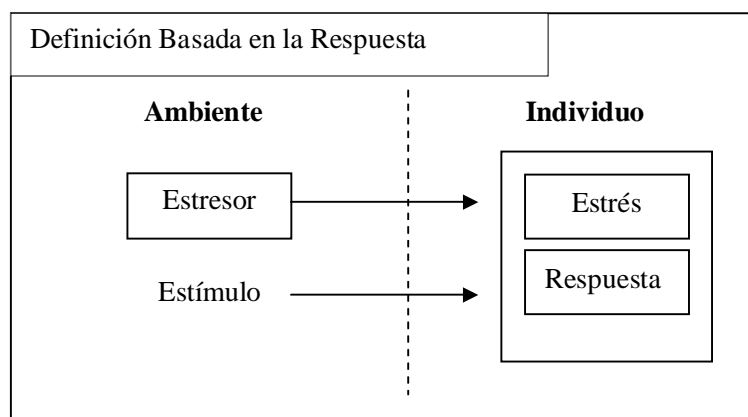 Definición Basada en la Respuesta
Ambiente Individuo
Estresor Estrés
Estímulo Respuesta